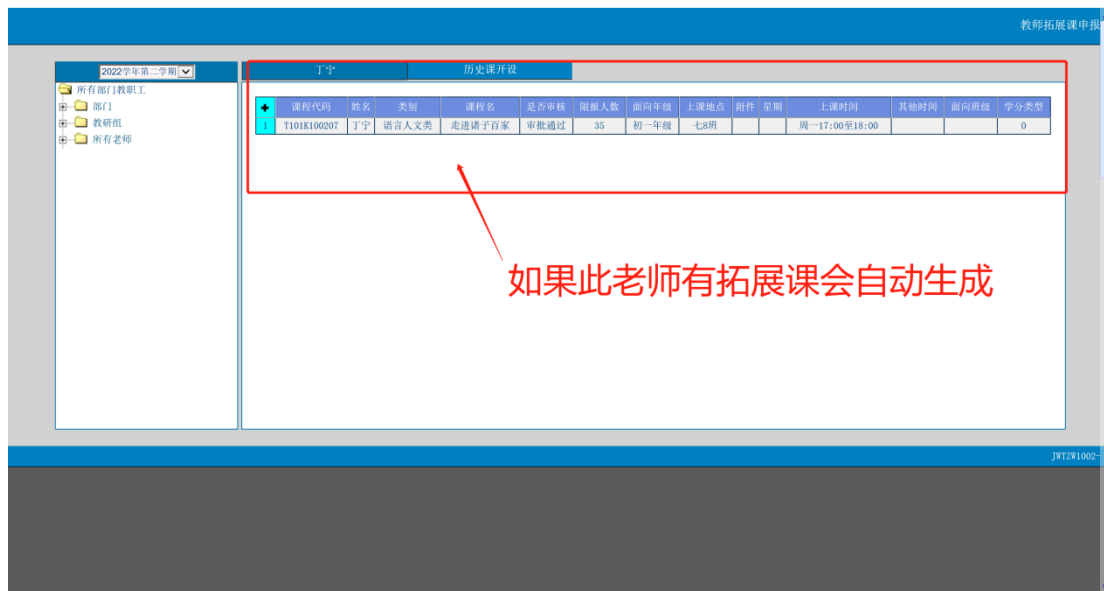 教师拓展课申报
2022学年第二学期
丁宁 历史课开设
所有部门教职工
部门
教研组
所有老师
课程代码 姓名 类别 课程名 是否审核 限报人数 面向年级 上课地点 附件 星期 上课时间 其他时间 面向班级 学分类型
1 T101K100207 丁宁 语言人文类 走进诸子百家 审批通过 35 初一年级 七8班 周一17:00至18:00 0
如果此老师有拓展课会自动生成
JWTZW1002-